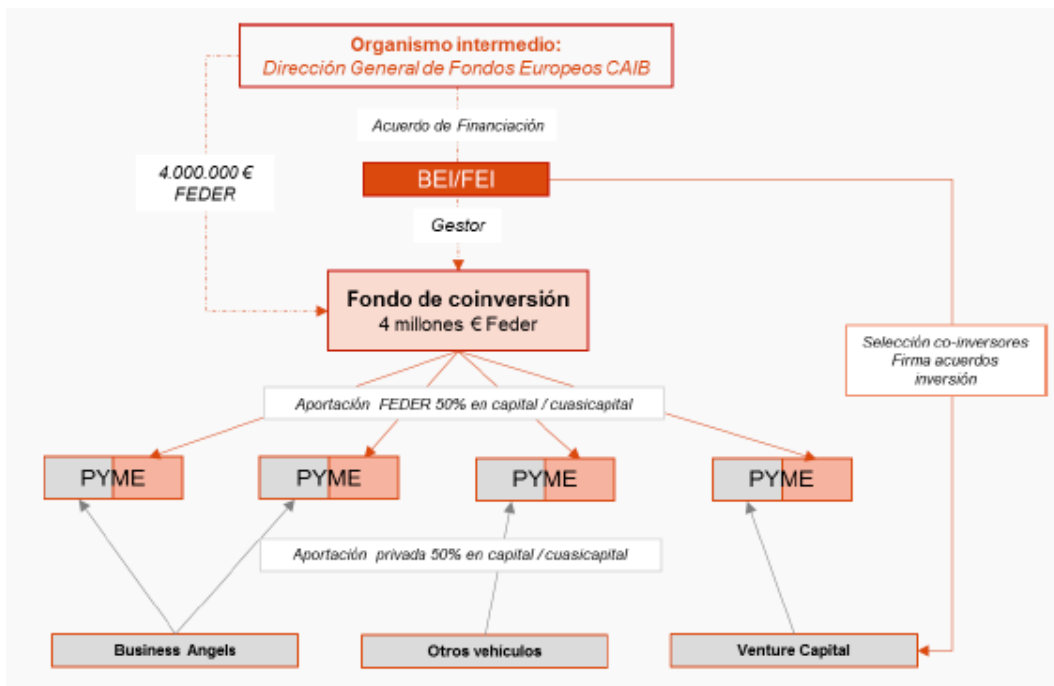 Organismo intermedio:
Dirección General de Fondos Europeos CAIB
Acuerdo de Financiación
4.000.000 €
FEDER
BEI/FEI
Gestor
Fondo de coinversión
4 millones € Feder
Selección co-inversores
Firma acuerdos
inversión
Aportación FEDER 50% en capital / cuasicapital
PYME
PYME
PYME
PYME
Aportación privada 50% en capital / cuasicapital
Business Angels
Otros vehículos
Venture Capital